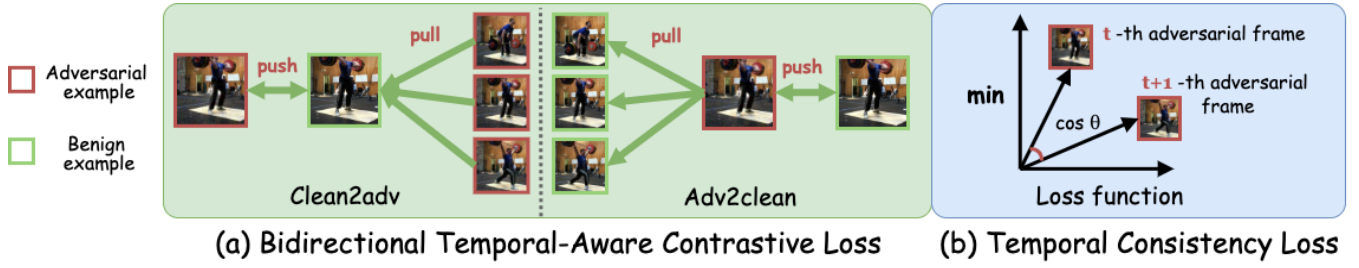 Adversarial
example
Benign
example
push
pull
Clean2adv
pull
push
Adv2clean
(a) Bidirectional Temporal-Aware Contrastive Loss
t -th adversarial frame
t+1 -th adversarial
frame
min
cos θ
Loss function
(b) Temporal Consistency Loss